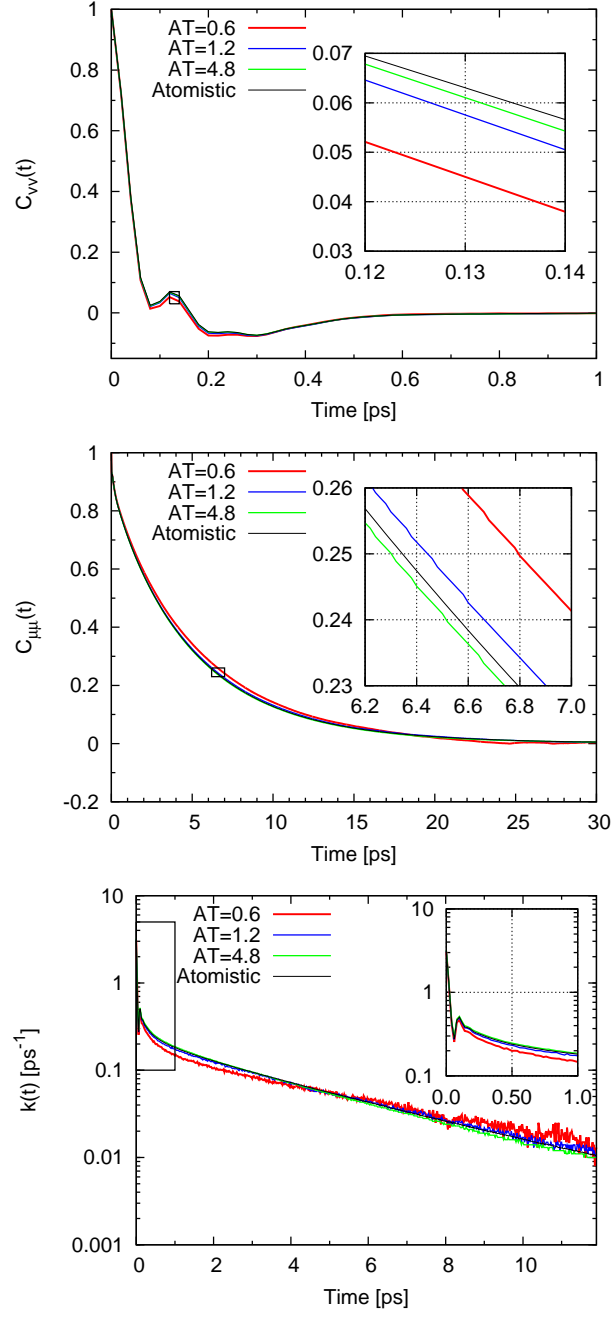 AT=0.6
AT=1.2
AT=4.8
Atomistic
1
0.8
0.6
0.4
0.2
0
C_vv(t)
0.07
0.06
0.05
0.04
0.03
0.12 0.13 0.14
0 0.2 0.4 0.6 0.8 1
Time [ps]
AT=0.6
AT=1.2
AT=4.8
Atomistic
1
0.8
0.6
0.4
0.2
0
-0.2
C_μμ(t)
0.26
0.25
0.24
0.23
6.2 6.4 6.6 6.8 7.0
0 5 10 15 20 25 30
Time [ps]
AT=0.6
AT=1.2
AT=4.8
Atomistic
10
1
0.1
0.01
0.001
k(t) [ps⁻¹]
10
1
0.1
0.0 0.50 1.0
0 2 4 6 8 10
Time [ps]